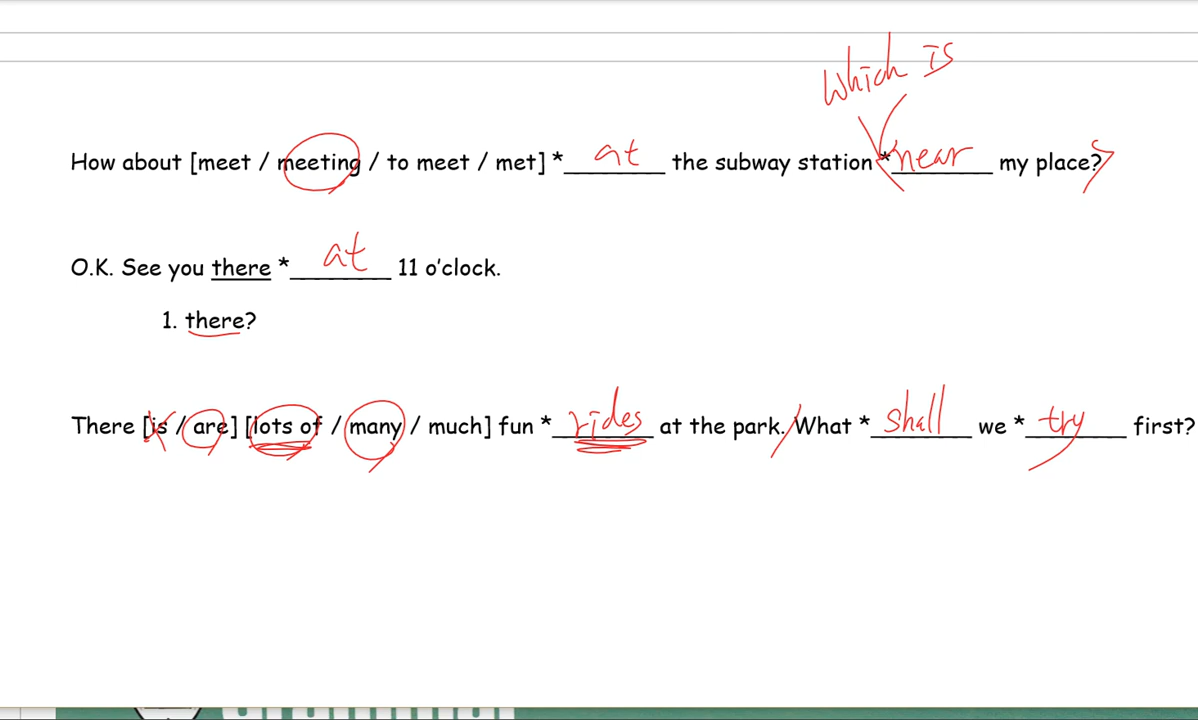 which is
How about [meet / meeting / to meet / met] * at the subway station * near my place?
O.K. See you there * at 11 o'clock.
1. there?
There [is / are] [lots of / many / much] fun * rides at the park. What * shall we * try first?